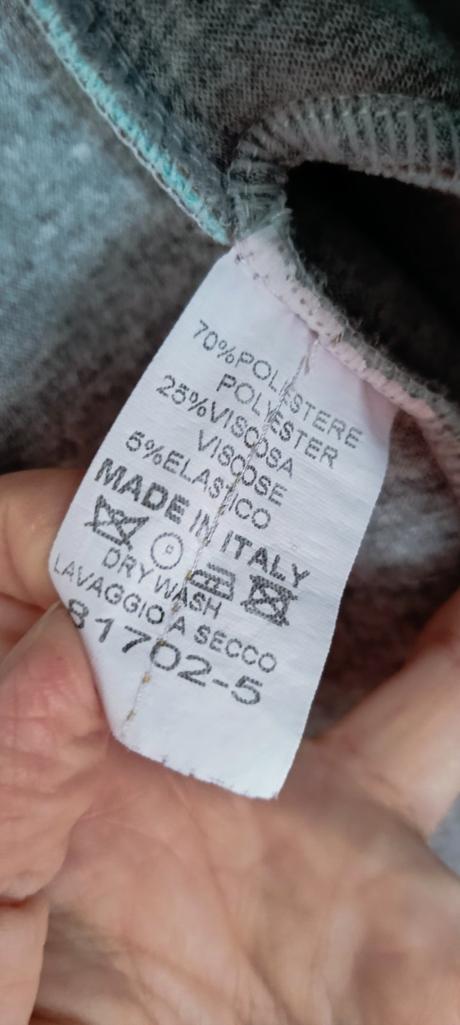 70%POLIESTERE
POLYESTER
25%VISCOSA
VISCOSE
5%ELASTICO
MADE IN ITALY
DRY WASH
LAVAGGIO A SECCO
81702-5